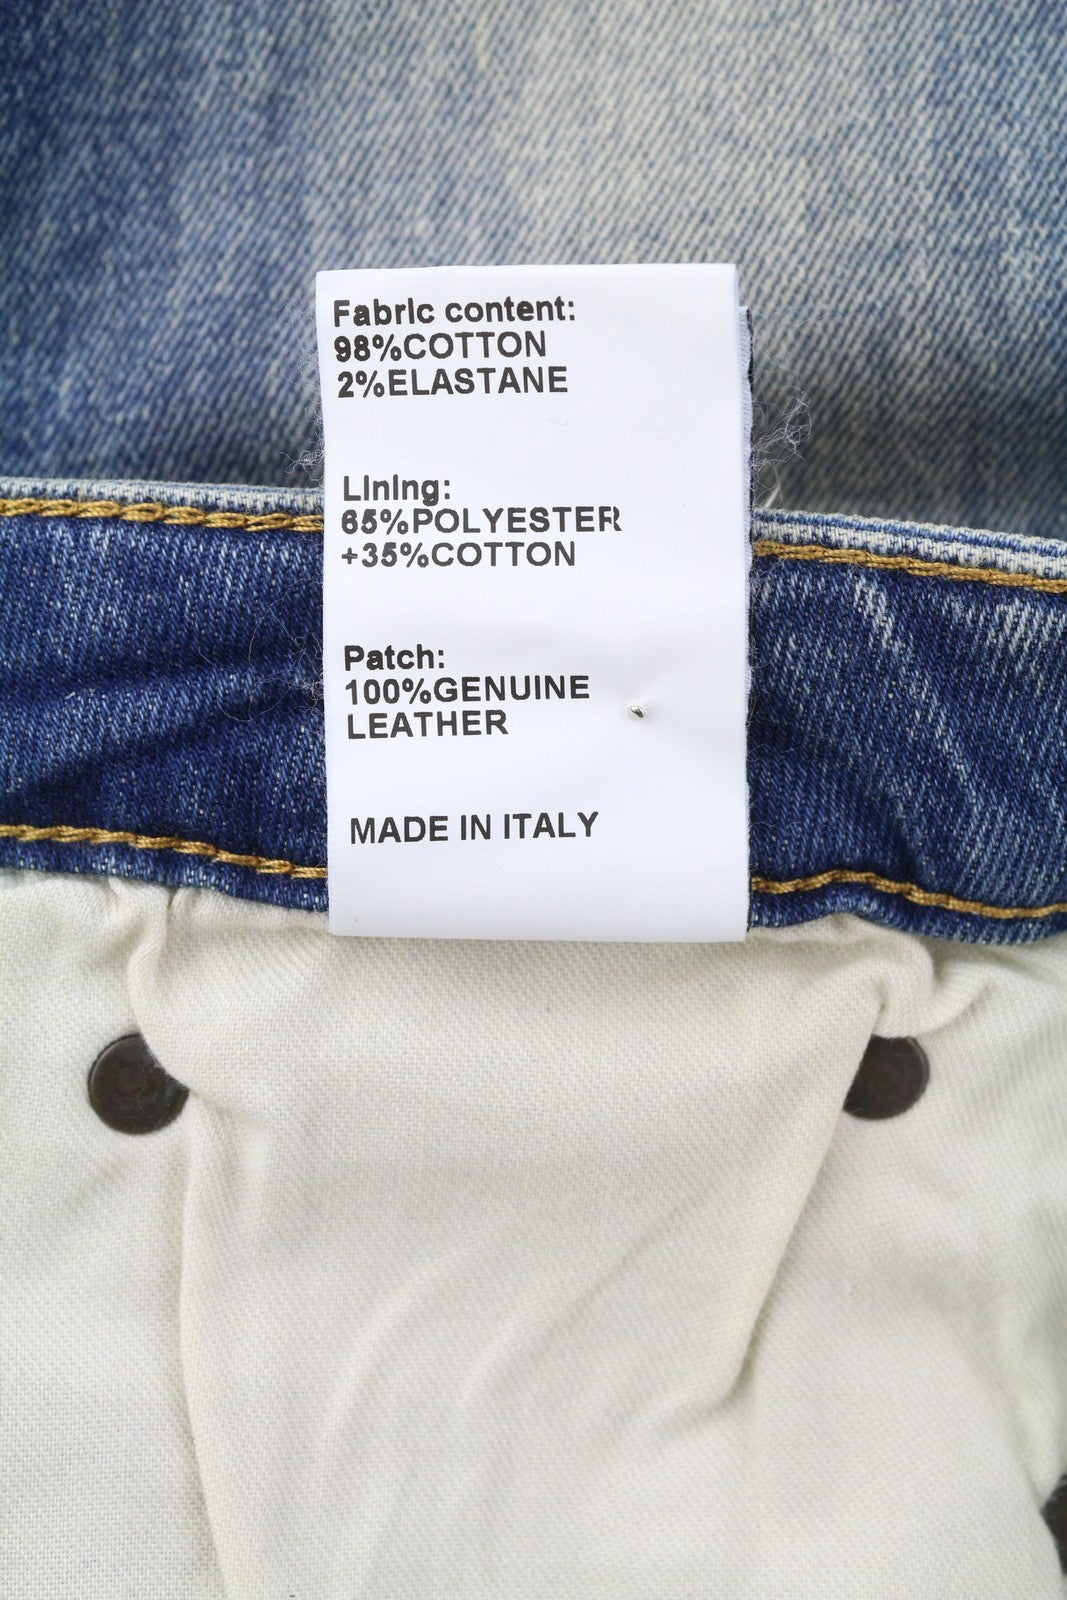 Fabric content:
98%COTTON
2%ELASTANE
Lining:
65%POLYESTER
+35%COTTON
Patch:
100%GENUINE
LEATHER
MADE IN ITALY